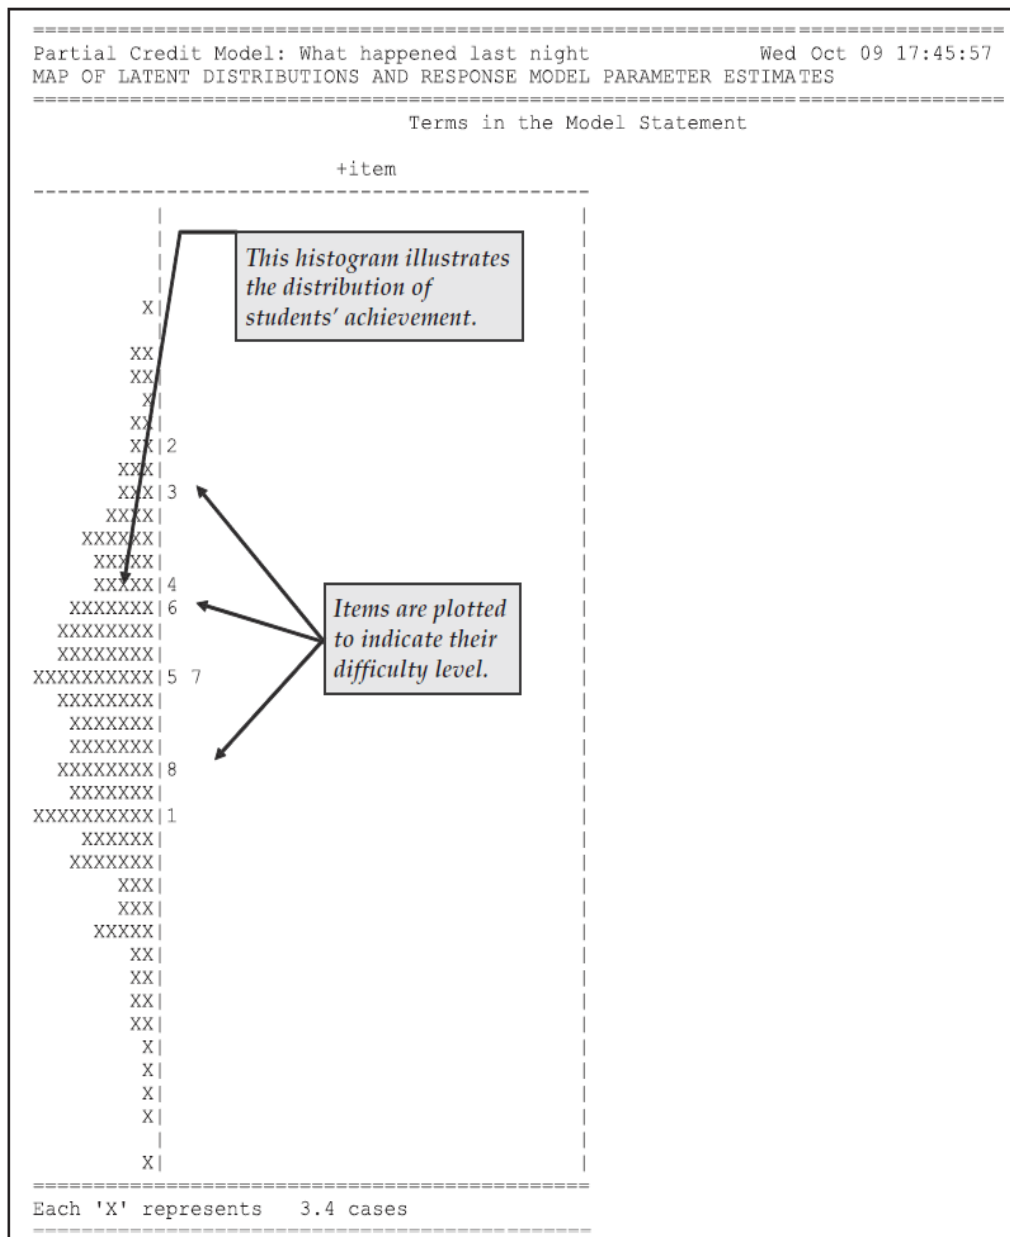 ================================================================================
Partial Credit Model: What happened last night              Wed Oct 09 17:45:57
MAP OF LATENT DISTRIBUTIONS AND RESPONSE MODEL PARAMETER ESTIMATES
================================================================================
Terms in the Model Statement
+item
----------------------------------------------
|                                  |
|                                  |
This histogram illustrates
the distribution of
students’ achievement.
X|                                  |
|                                  |
XX|                                  |
XX|                                  |
X|                                  |
XX|                                  |
XX|2                                 |
XXX|                                  |
XXX|3                                 |
XXXX|                                  |
XXXXXX|                                  |
XXXXX|                                  |
XXXXX|4                                 |
XXXXXXX|6                                 |
Items are plotted
to indicate their
difficulty level.
XXXXXXXX|                                  |
XXXXXXXX|                                  |
XXXXXXXXXX|5 7                               |
XXXXXXXX|                                  |
XXXXXXX|                                  |
XXXXXXX|                                  |
XXXXXXXX|8                                 |
XXXXXXX|                                  |
XXXXXXXXXX|1                                 |
XXXXXX|                                  |
XXXXXXX|                                  |
XXX|                                  |
XXX|                                  |
XXXXX|                                  |
XX|                                  |
XX|                                  |
XX|                                  |
XX|                                  |
X|                                  |
X|                                  |
X|                                  |
X|                                  |
|                                  |
X|                                  |
==============================================
Each 'X' represents   3.4 cases
==============================================